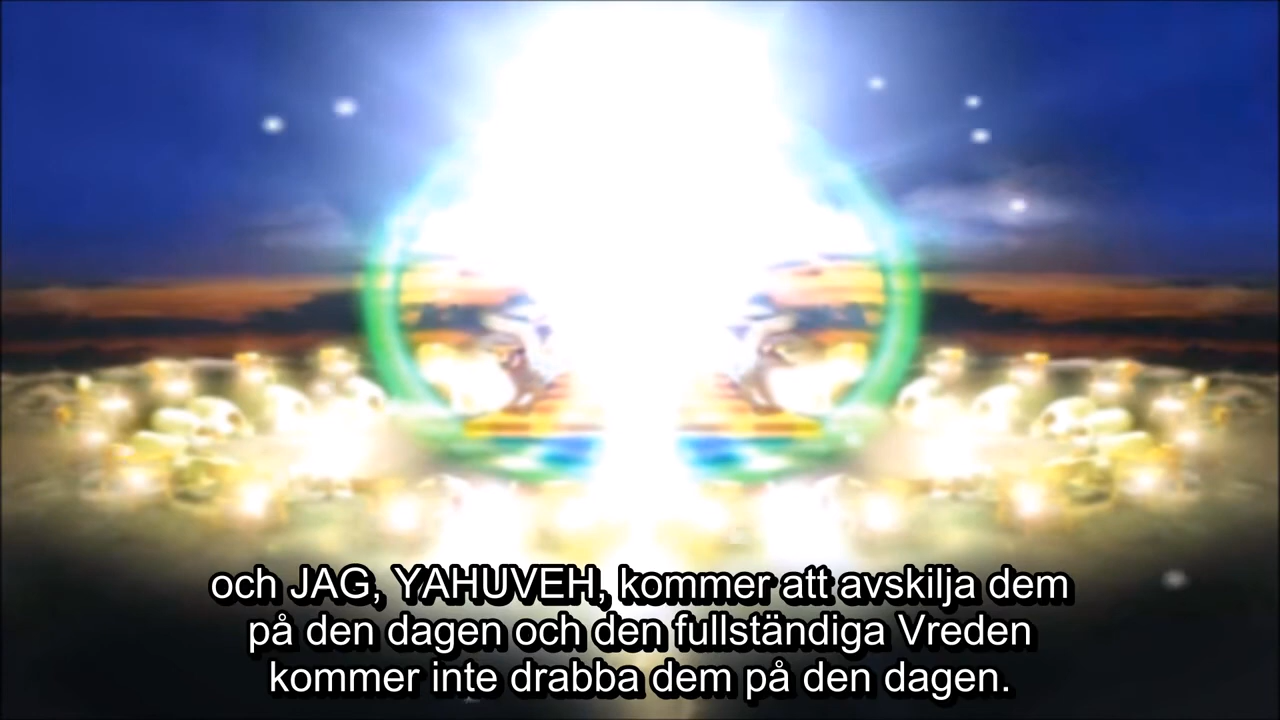 och JAG, YAHUVEH, kommer att avskilja dem
på den dagen och den fullständiga Vreden
kommer inte drabba dem på den dagen.